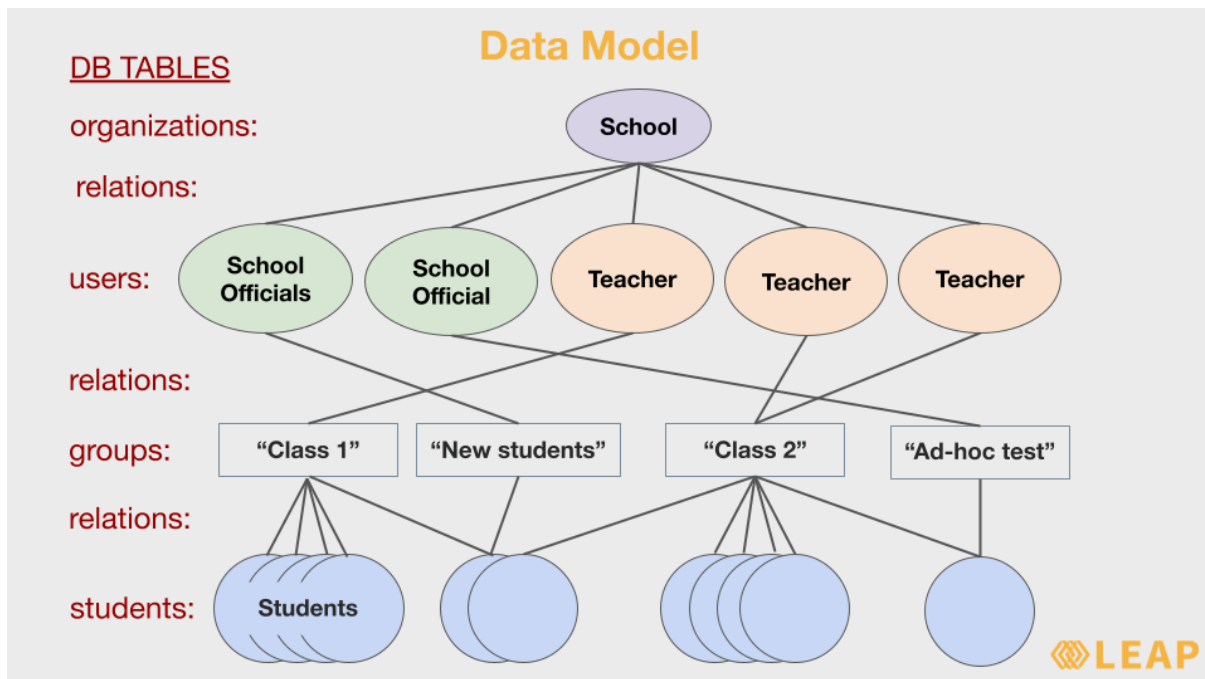 Data Model
DB TABLES
organizations:
School
relations:
users:
School
Officials
School
Official
Teacher
Teacher
Teacher
relations:
groups:
“Class 1”
“New students”
“Class 2”
“Ad-hoc test”
relations:
students:
Students
LEAP